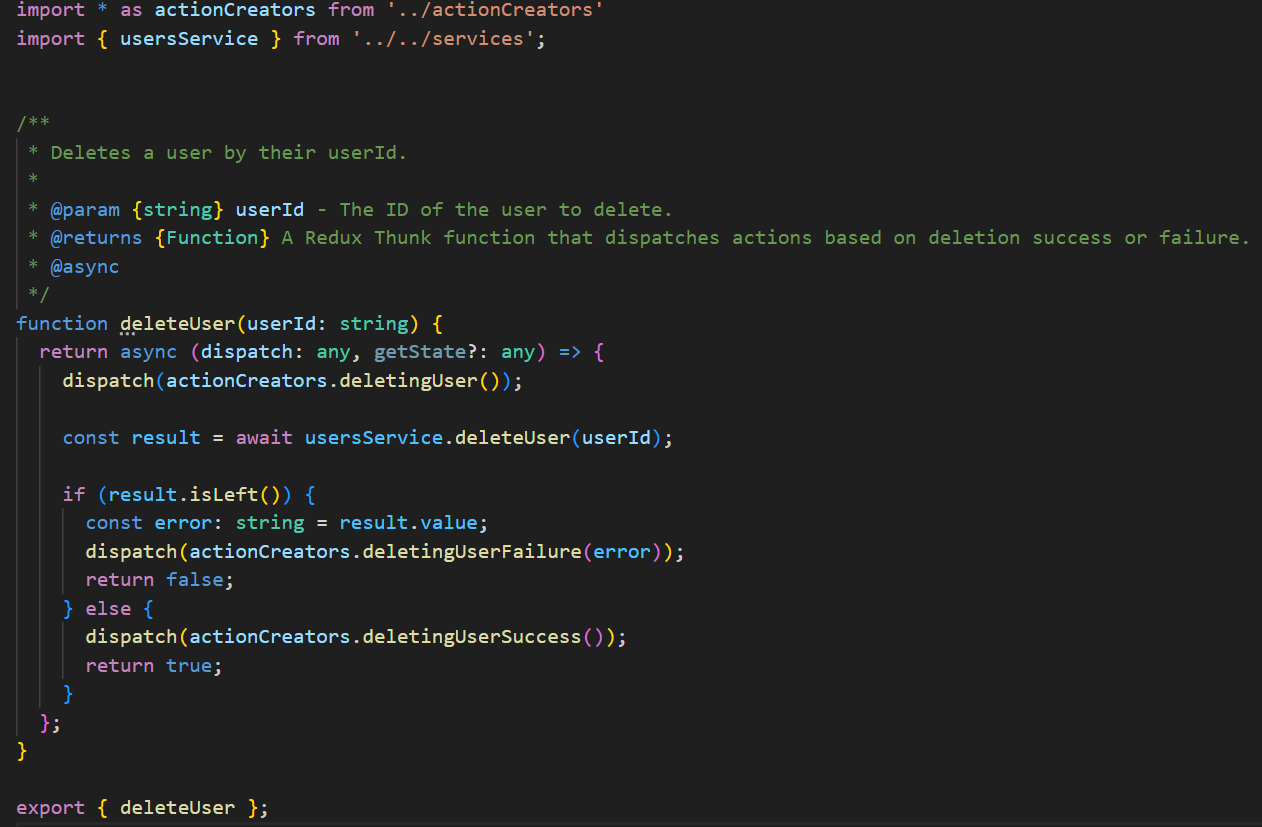 import * as actionCreators from '../actionCreators'
import { usersService } from '../../services';
/**
 * Deletes a user by their userId.
 *
 * @param {string} userId - The ID of the user to delete.
 * @returns {Function} A Redux Thunk function that dispatches actions based on deletion success or failure.
 * @async
 */
function deleteUser(userId: string) {
  return async (dispatch: any, getState?: any) => {
    dispatch(actionCreators.deletingUser());
    const result = await usersService.deleteUser(userId);
    if (result.isLeft()) {
      const error: string = result.value;
      dispatch(actionCreators.deletingUserFailure(error));
      return false;
    } else {
      dispatch(actionCreators.deletingUserSuccess());
      return true;
    }
  };
}
export { deleteUser };